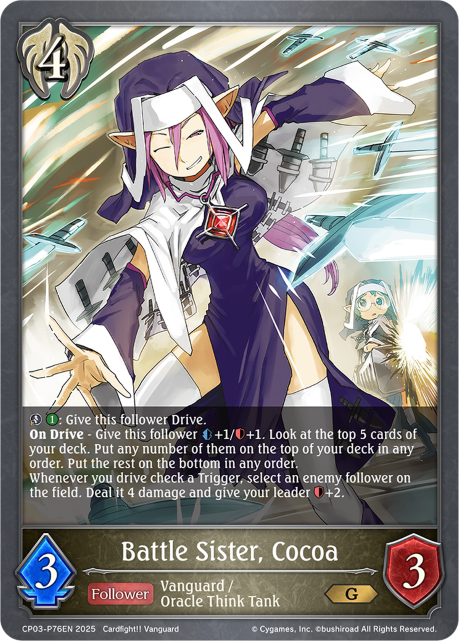 4
1 : Give this follower Drive.
On Drive - Give this follower +1/ +1. Look at the top 5 cards of
your deck. Put any number of them on the top of your deck in any
order. Put the rest on the bottom in any order.
Whenever you drive check a Trigger, select an enemy follower on
the field. Deal it 4 damage and give your leader +2.
Battle Sister, Cocoa
3
Follower
Vanguard /
Oracle Think Tank
G
3
CP03-P76EN 2025 Cardfight!! Vanguard
© Cygames, Inc. ©bushiroad All Rights Reserved.